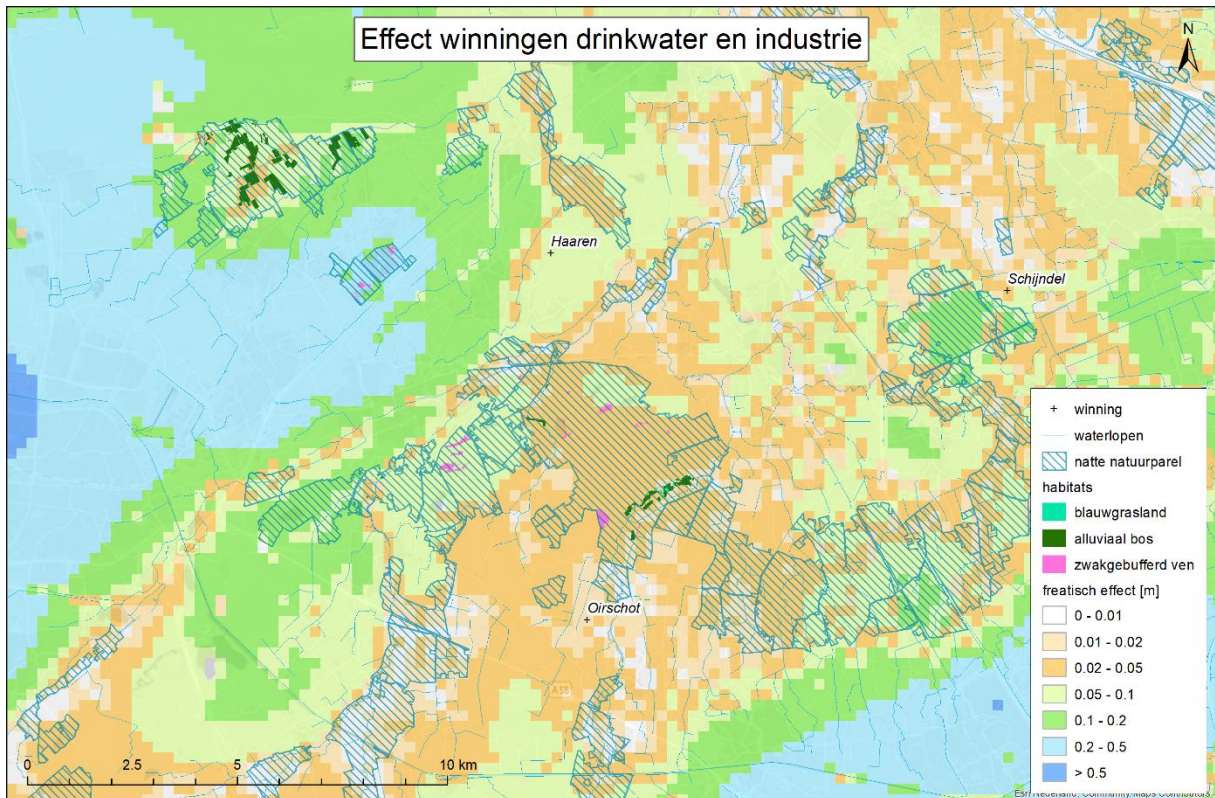 Effect winningen drinkwater en industrie
N
Haaren
Schijndel
Oirschot
A58
winning
waterlopen
natte natuurparel
habitats
blauwgrasland
alluviaal bos
zwakgebufferd ven
freatisch effect [m]
0 - 0.01
0.01 - 0.02
0.02 - 0.05
0.05 - 0.1
0.1 - 0.2
0.2 - 0.5
> 0.5
0 2.5 5 10 km
Esri Nederland, Community Maps Contributors